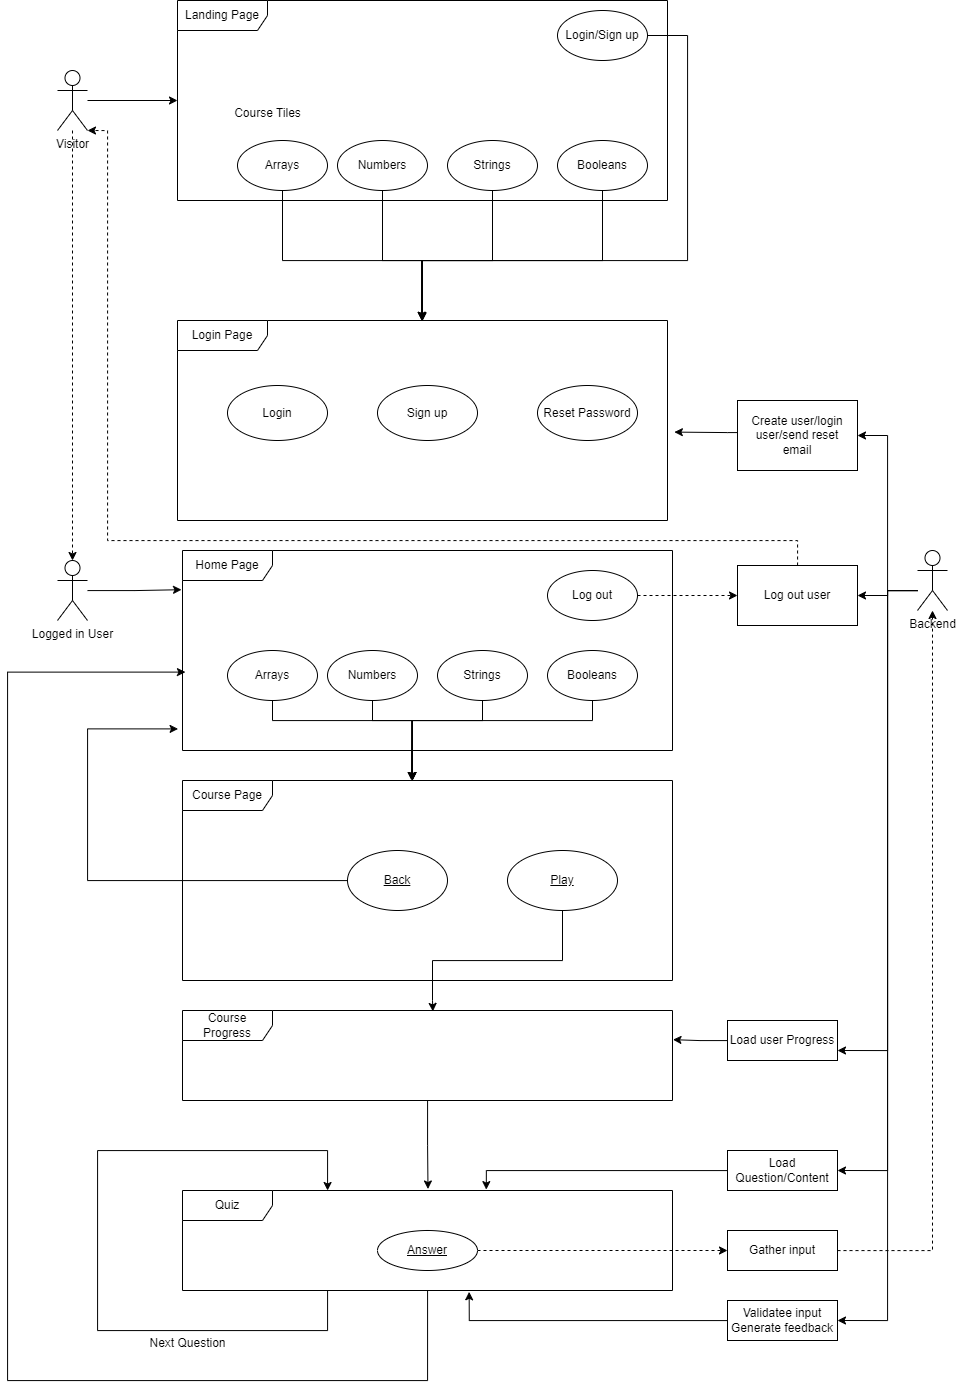 Landing Page
Login/Sign up
Course Tiles
Visitor
Arrays
Numbers
Strings
Booleans
Login Page
Login
Sign up
Reset Password
Create user/login
user/send reset
email
Home Page
Log out
Log out user
Backend
Logged in User
Arrays
Numbers
Strings
Booleans
Course Page
Back
Play
Course
Progress
Load user Progress
Load
Question/Content
Quiz
Answer
Gather input
Validatee input
Generate feedback
Next Question